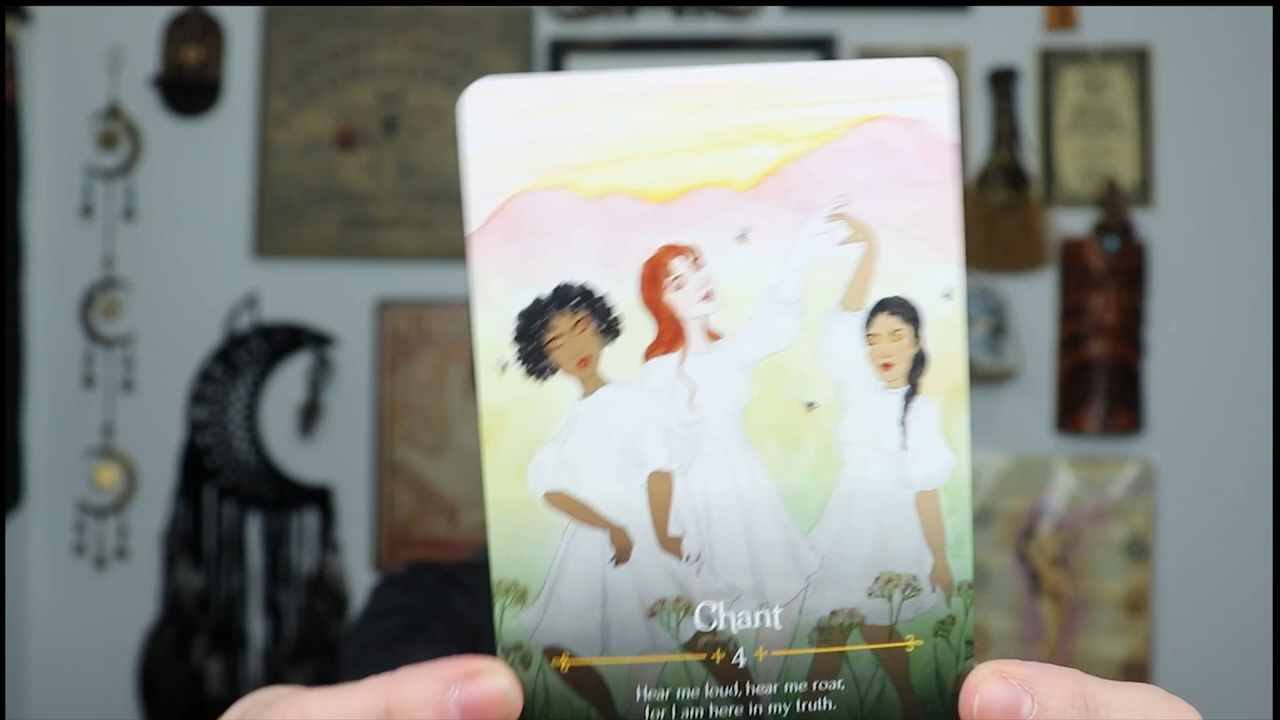 Chant
4
Hear me loud, hear me roar,
for I am here in my truth.